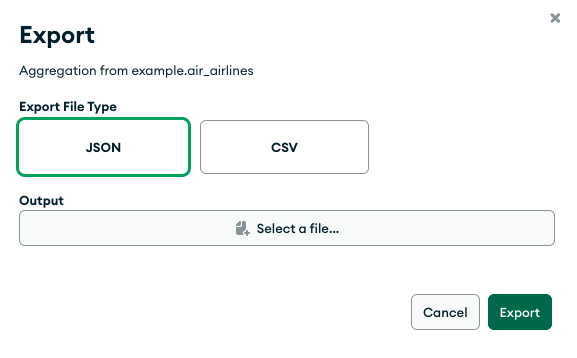 Export
Aggregation from example.air_airlines
Export File Type
JSON
CSV
Output
Select a file...
Cancel
Export